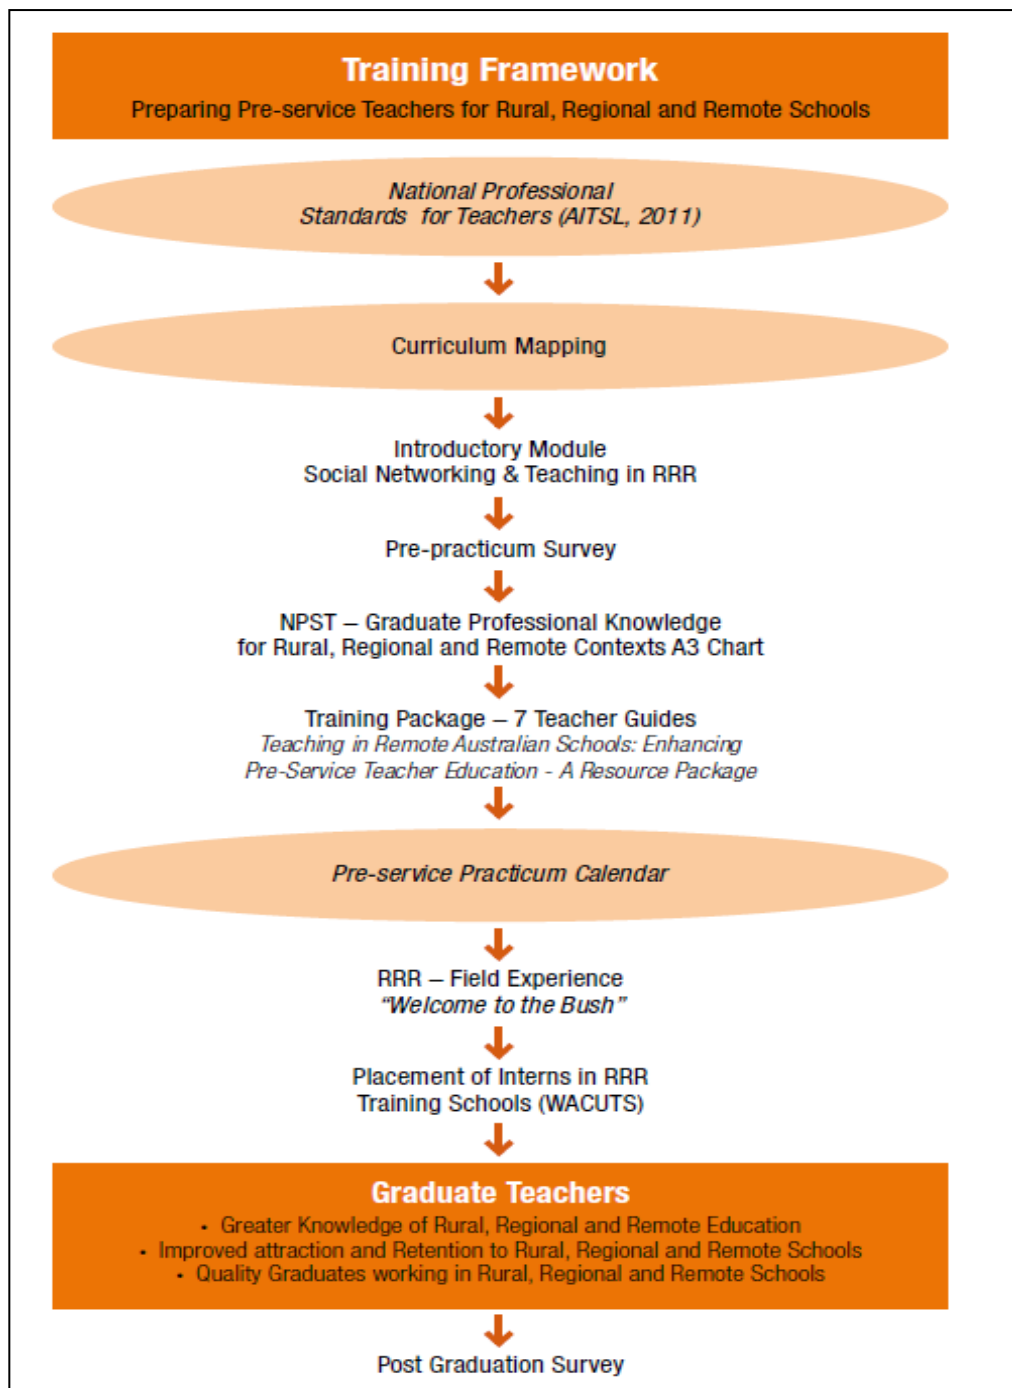 Training Framework
Preparing Pre-service Teachers for Rural, Regional and Remote Schools
National Professional
Standards for Teachers (AITSL, 2011)
Curriculum Mapping
Introductory Module
Social Networking & Teaching in RRR
Pre-practicum Survey
NPST – Graduate Professional Knowledge
for Rural, Regional and Remote Contexts A3 Chart
Training Package – 7 Teacher Guides
Teaching in Remote Australian Schools: Enhancing
Pre-Service Teacher Education - A Resource Package
Pre-service Practicum Calendar
RRR – Field Experience
“Welcome to the Bush”
Placement of Interns in RRR
Training Schools (WACUTS)
Graduate Teachers
• Greater Knowledge of Rural, Regional and Remote Education
• Improved attraction and Retention to Rural, Regional and Remote Schools
• Quality Graduates working in Rural, Regional and Remote Schools
Post Graduation Survey